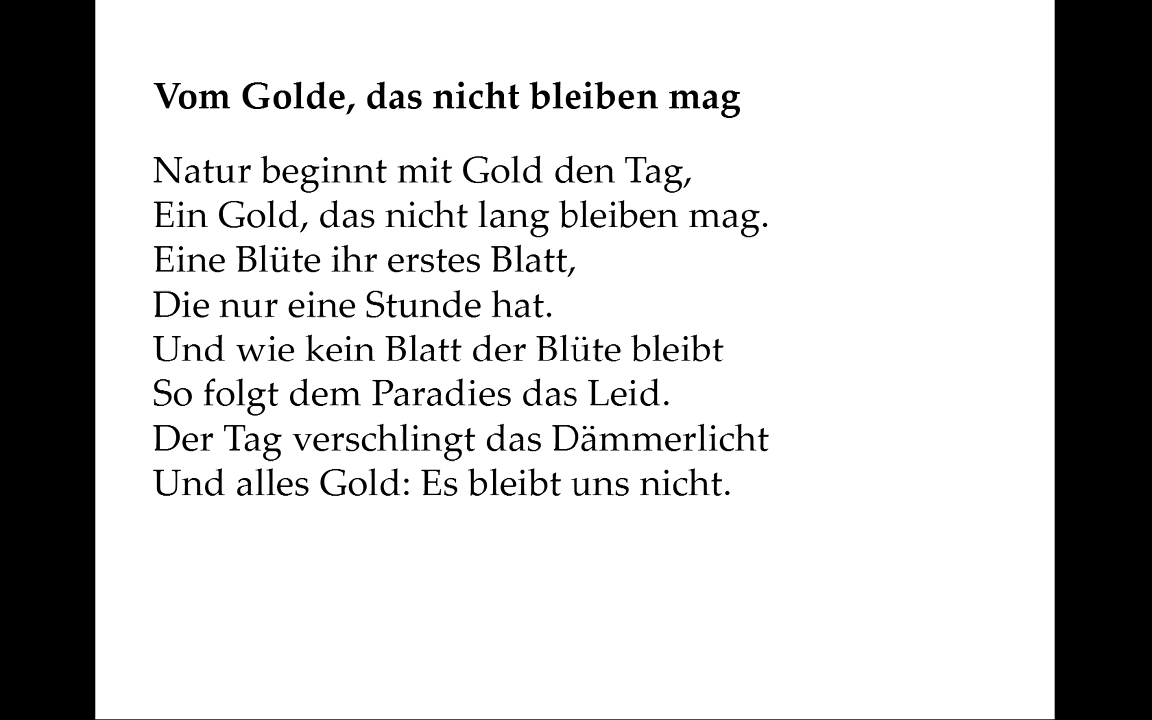 Vom Golde, das nicht bleiben mag
Natur beginnt mit Gold den Tag,
Ein Gold, das nicht lang bleiben mag.
Eine Blüte ihr erstes Blatt,
Die nur eine Stunde hat.
Und wie kein Blatt der Blüte bleibt
So folgt dem Paradies das Leid.
Der Tag verschlingt das Dämmerlicht
Und alles Gold: Es bleibt uns nicht.